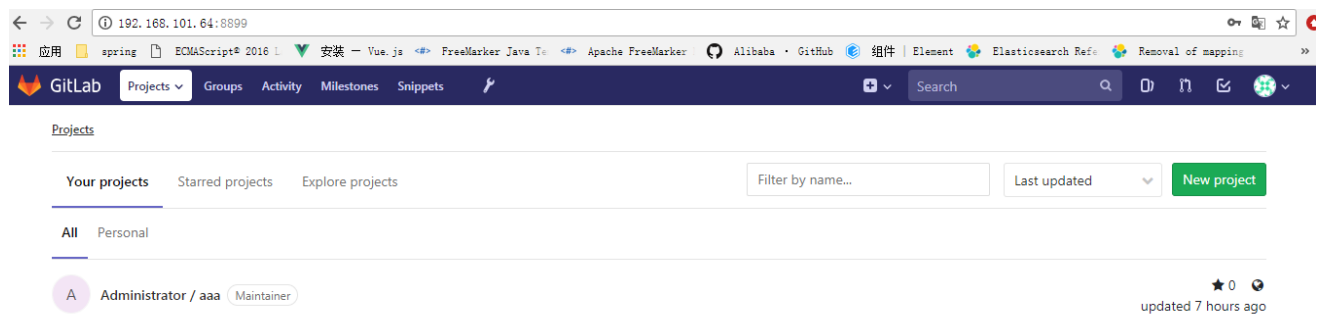 192.168.101.64:8899
应用 spring ECMAScript® 2016 L 安装 — Vue.js FreeMarker Java Te Apache FreeMarker Alibaba · GitHub 组件 | Element Elasticsearch Refe Removal of mapping »
GitLab Projects Groups Activity Milestones Snippets Search
Projects
Your projects Starred projects Explore projects Filter by name... Last updated New project
All Personal
A Administrator / aaa Maintainer 0
updated 7 hours ago